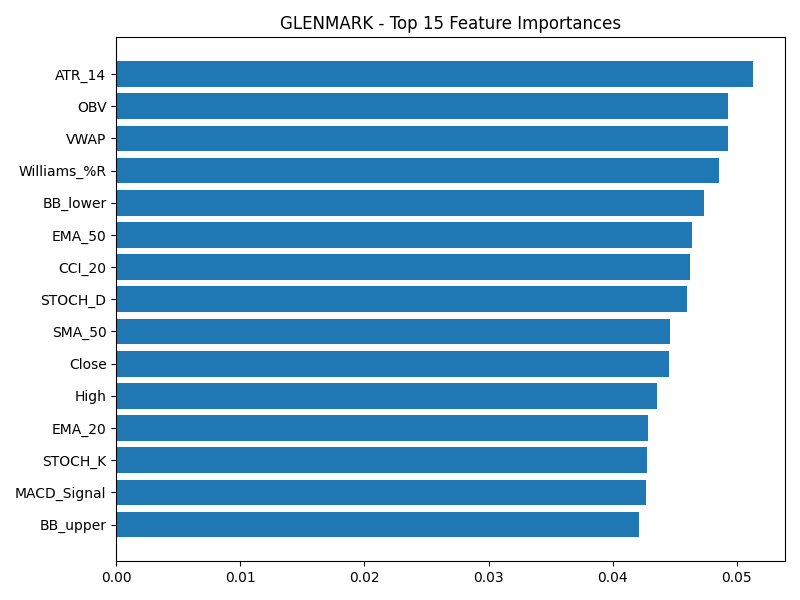 GLENMARK - Top 15 Feature Importances
ATR_14
OBV
VWAP
Williams_%R
BB_lower
EMA_50
CCI_20
STOCH_D
SMA_50
Close
High
EMA_20
STOCH_K
MACD_Signal
BB_upper
0.00 0.01 0.02 0.03 0.04 0.05